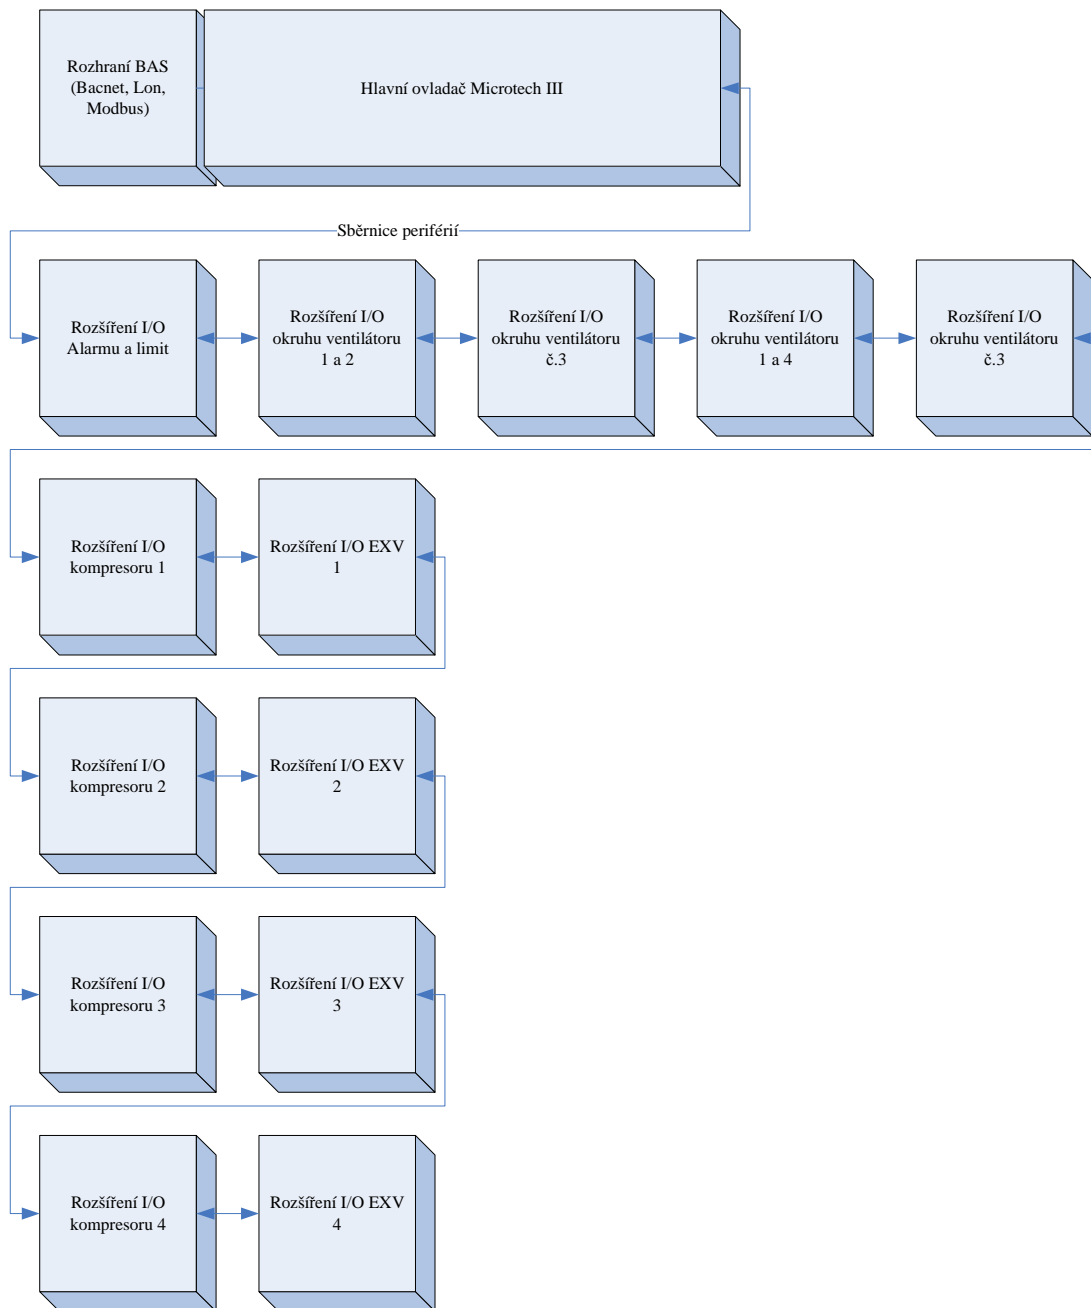 Rozhraní BAS
(Bacnet, Lon,
Modbus)
Hlavní ovladač Microtech III
Sběrnice periférií
Rozšíření I/O
Alarmu a limit
Rozšíření I/O
okruhu ventilátoru
1 a 2
Rozšíření I/O
okruhu ventilátoru
č.3
Rozšíření I/O
okruhu ventilátoru
1 a 4
Rozšíření I/O
okruhu ventilátoru
č.3
Rozšíření I/O
kompresoru 1
Rozšíření I/O EXV
1
Rozšíření I/O
kompresoru 2
Rozšíření I/O EXV
2
Rozšíření I/O
kompresoru 3
Rozšíření I/O EXV
3
Rozšíření I/O
kompresoru 4
Rozšíření I/O EXV
4